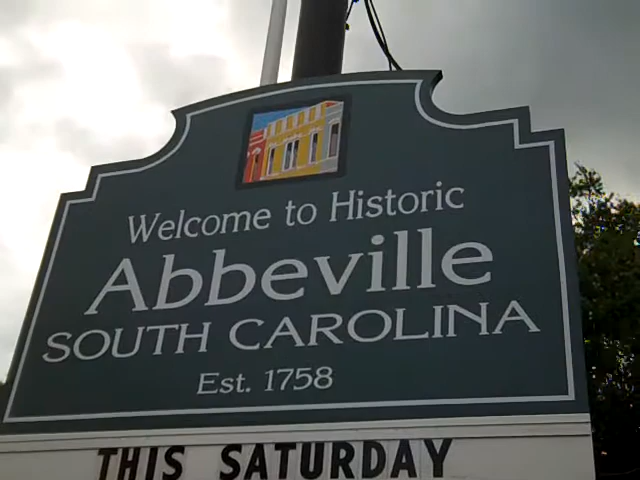 Welcome to Historic
Abbeville
SOUTH CAROLINA
Est. 1758
THIS SATURDAY